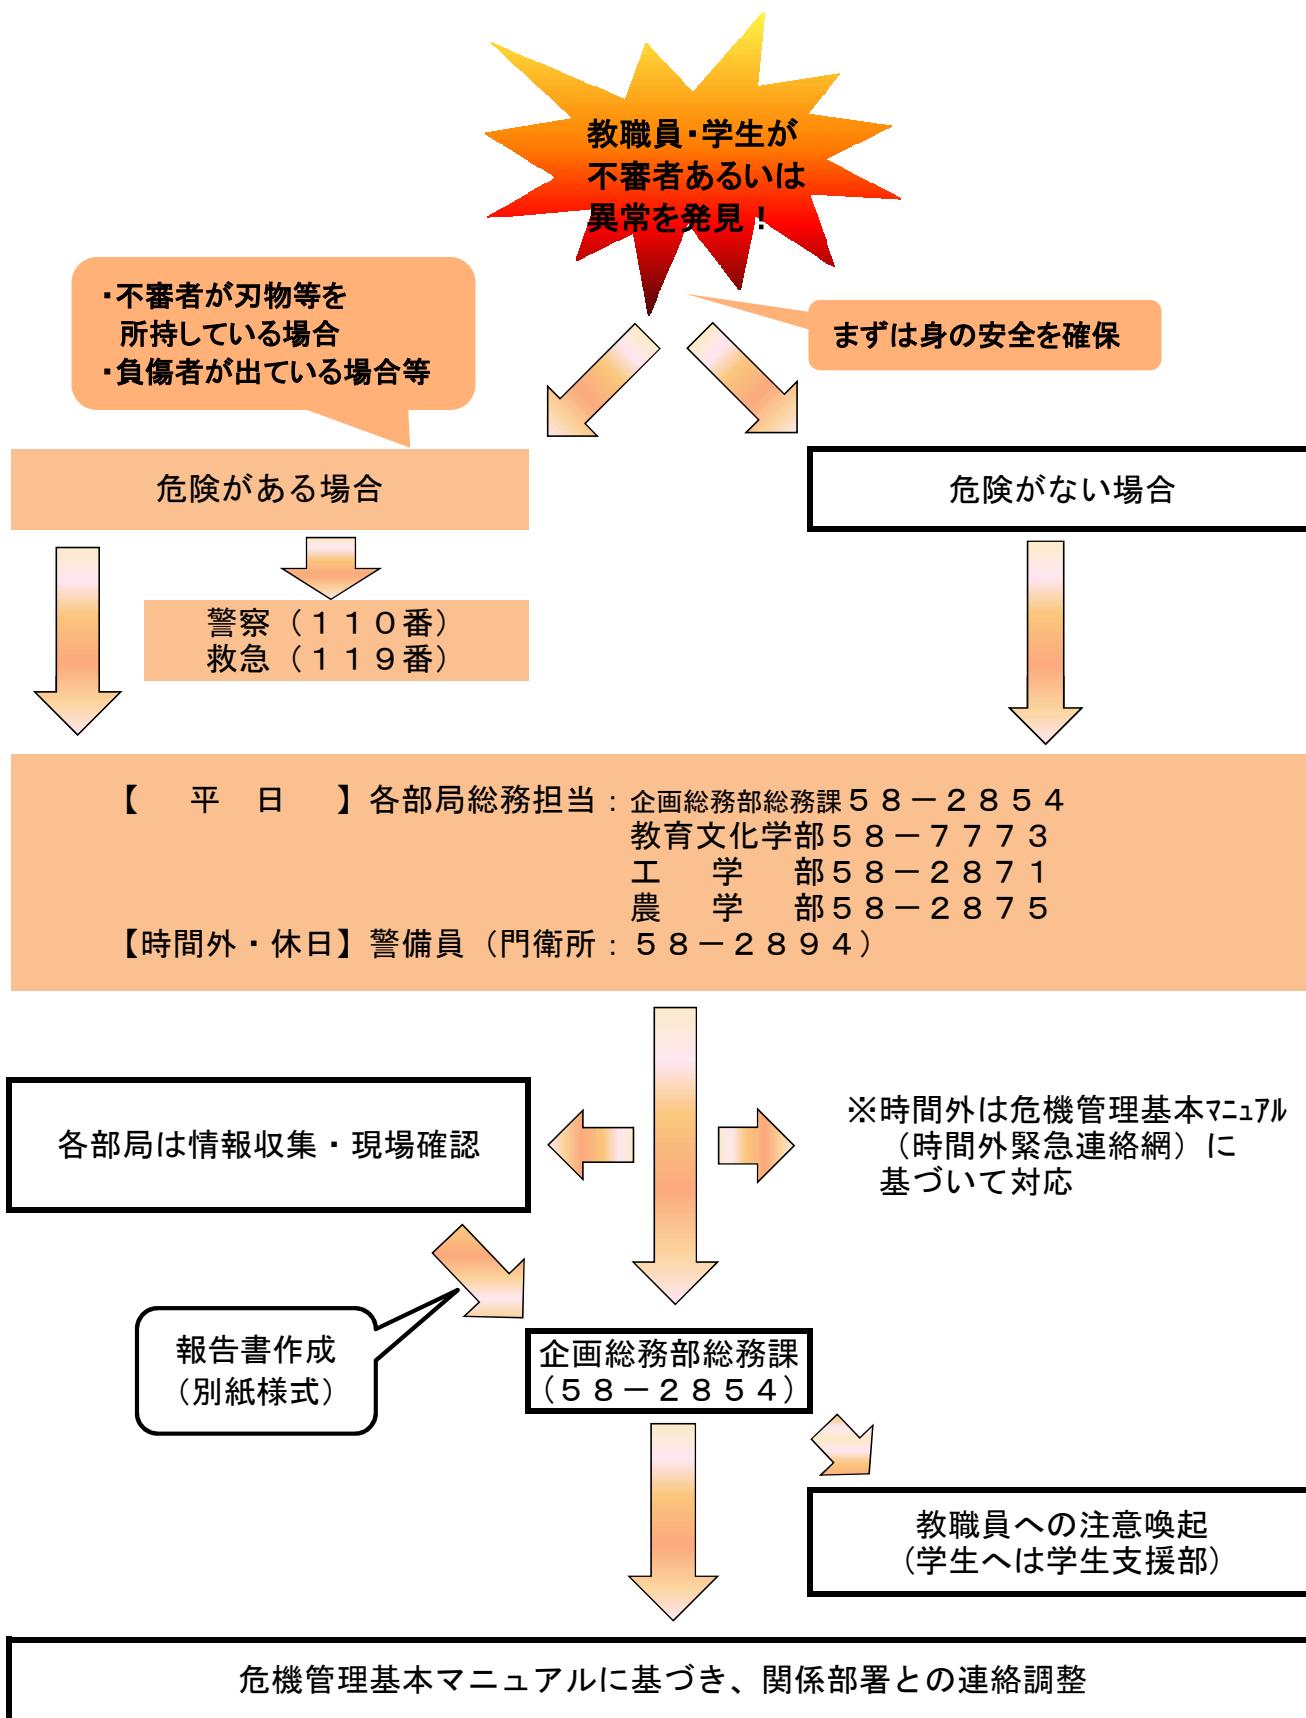 教職員・学生が
不審者あるいは
異常を発見！
・不審者が刃物等を
所持している場合
・負傷者が出ている場合等
まずは身の安全を確保
危険がある場合
危険がない場合
警察（１１０番）
救急（１１９番）
【　平　日　】各部局総務担当：企画総務部総務課５８－２８５４
教育文化学部５８－７７７３
工　学　部５８－２８７１
農　学　部５８－２８７５
【時間外・休日】警備員（門衛所：５８－２８９４）
各部局は情報収集・現場確認
※時間外は危機管理基本ﾏﾆｭｱﾙ
（時間外緊急連絡網）に
基づいて対応
報告書作成
（別紙様式）
企画総務部総務課
（５８－２８５４）
教職員への注意喚起
（学生へは学生支援部）
危機管理基本マニュアルに基づき、関係部署との連絡調整